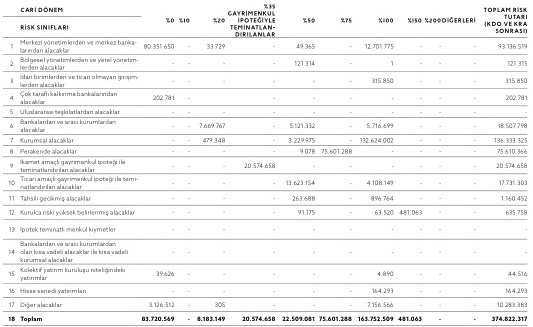 CARİ DÖNEM
RİSK SINIFLARI %0 %10 %20 %35 GAYRİMENKUL İPOTEĞİYLE TEMİNATLAN-DIRILANLAR %50 %75 %100 %150 %200 DİĞERLERİ TOPLAM RİSK TUTARI (KDO VE KRA SONRASI)
1 Merkezi yönetimlerden ve merkez banka-larından alacaklar 80.351.650 - 33.729 - 49.365 - 12.701.775 - - - 93.136.519
2 Bölgesel yönetimlerden ve yerel yönetim-lerden alacaklar - - - - 121.314 - 1 - - - 121.315
3 İdari birimlerden ve ticari olmayan girişim-lerden alacaklar - - - - - - 315.850 - - - 315.850
4 Çok taraflı kalkınma bankalarından alacaklar 202.781 - - - - - - - - - 202.781
5 Uluslararası teşkilatlardan alacaklar - - - - - - - - - - -
6 Bankalardan ve aracı kurumlardan alacaklar - - 7.669.767 - 5.121.332 - 5.716.699 - - - 18.507.798
7 Kurumsal alacaklar - - 479.348 - 3.229.975 - 132.624.002 - - - 136.333.325
8 Perakende alacaklar - - - - 9.078 75.601.288 - - - - 75.610.366
9 İkamet amaçlı gayrimenkul ipoteği ile teminatlandırılan alacaklar - - - 20.574.658 - - - - - - 20.574.658
10 Ticari amaçlı gayrimenkul ipoteği ile temi-natlandırılan alacaklar - - - - 13.623.154 - 4.108.149 - - - 17.731.303
11 Tahsili gecikmiş alacaklar - - - - 263.688 - 896.764 - - - 1.160.452
12 Kurulca riski yüksek belirlenmiş alacaklar - - - - 91.175 - 63.520 481.063 - - 635.758
13 İpotek teminatlı menkul kıymetler - - - - - - - - - - -
14 Bankalardan ve aracı kurumlardan olan kısa vadeli alacaklar ile kısa vadeli kurumsal alacaklar - - - - - - - - - - -
15 Kolektif yatırım kuruluşu niteliğindeki yatırımlar 39.626 - - - - - 4.890 - - - 44.516
16 Hisse senedi yatırımları - - - - - - 164.293 - - - 164.293
17 Diğer alacaklar 3.126.512 - 305 - - - 7.156.566 - - - 10.283.383
18 Toplam 83.720.569 - 8.183.149 20.574.658 22.509.081 75.601.288 163.752.509 481.063 - - 374.822.317